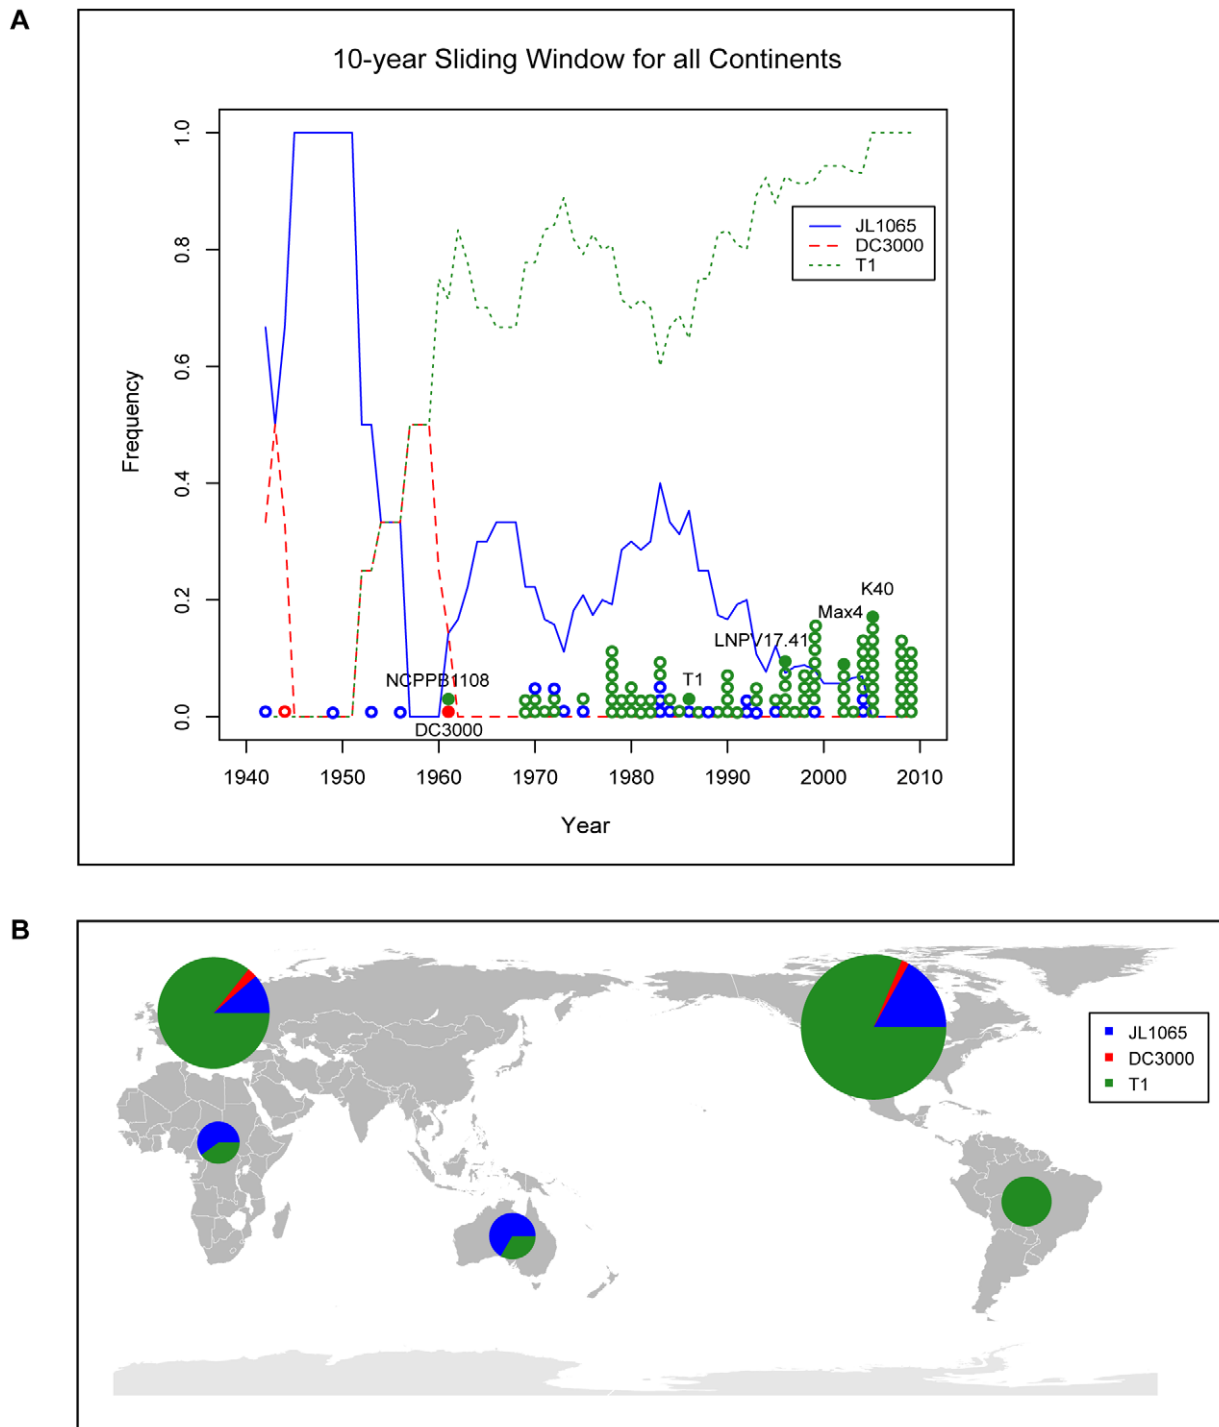 A
10-year Sliding Window for all Continents
1.0
0.8
0.6
0.4
0.2
0.0
Frequency
JL1065
DC3000
T1
K40
Max4
LNPV17.41
T1
NCPPB1108
DC3000
1940 1950 1960 1970 1980 1990 2000 2010
Year
B
JL1065
DC3000
T1